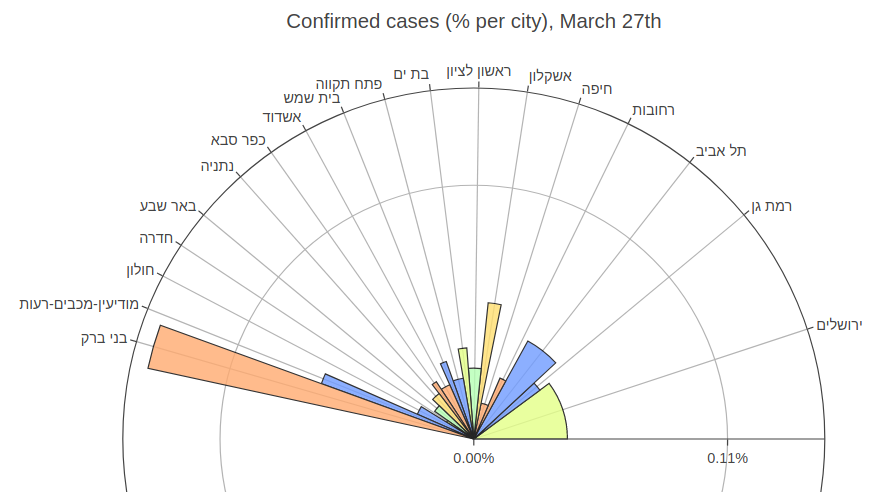 Confirmed cases (% per city), March 27th
ראשון לציון
בת ים
אשקלון
פתח תקווה
חיפה
בית שמש
רחובות
אשדוד
כפר סבא
תל אביב
נתניה
באר שבע
רמת גן
חדרה
חולון
מודיעין-מכבים-רעות
ירושלים
בני ברק
0.00%
0.11%